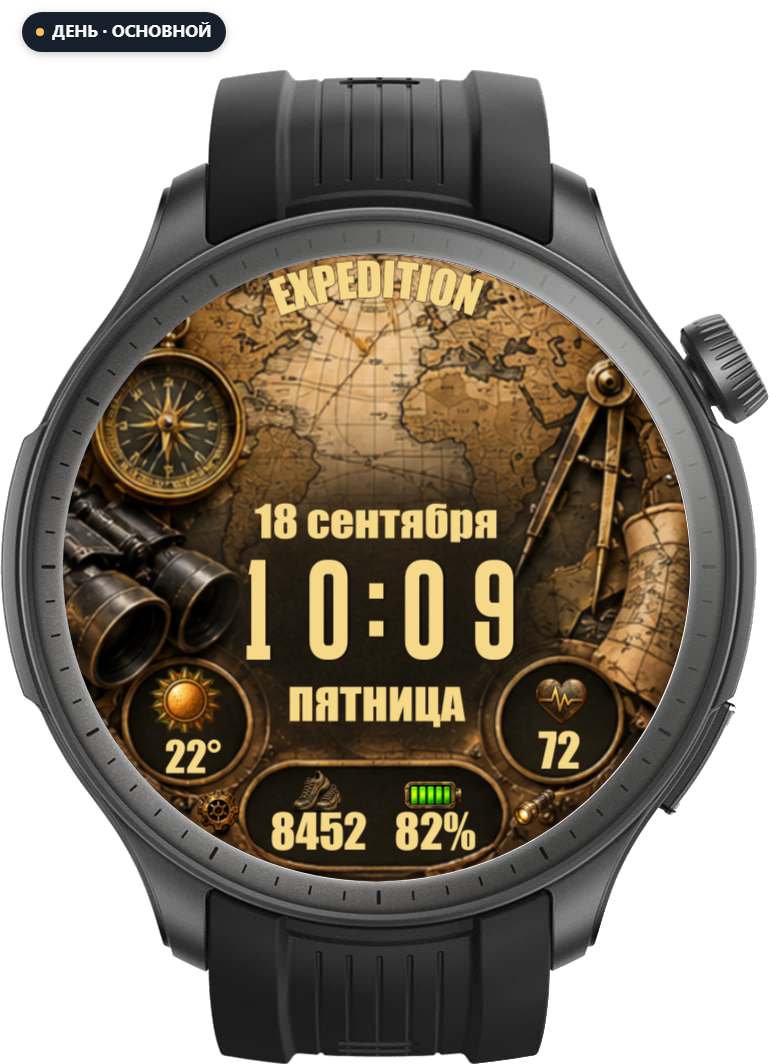 ДЕНЬ · ОСНОВНОЙ
EXPEDITION
18 сентября
10:09
ПЯТНИЦА
22°
72
8452 82%